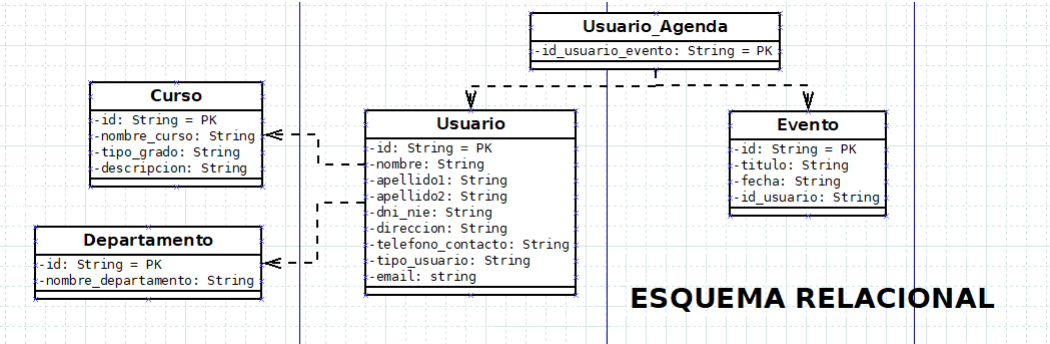 Usuario_Agenda
-id_usuario_evento: String = PK
Curso
-id: String = PK
-nombre_curso: String
-tipo_grado: String
-descripcion: String
Usuario
-id: String = PK
-nombre: String
-apellido1: String
-apellido2: String
-dni_nie: String
-direccion: String
-telefono_contacto: String
-tipo_usuario: String
-email: string
Evento
-id: String = PK
-titulo: String
-fecha: String
-id_usuario: String
Departamento
-id: String = PK
-nombre_departamento: String
ESQUEMA RELACIONAL